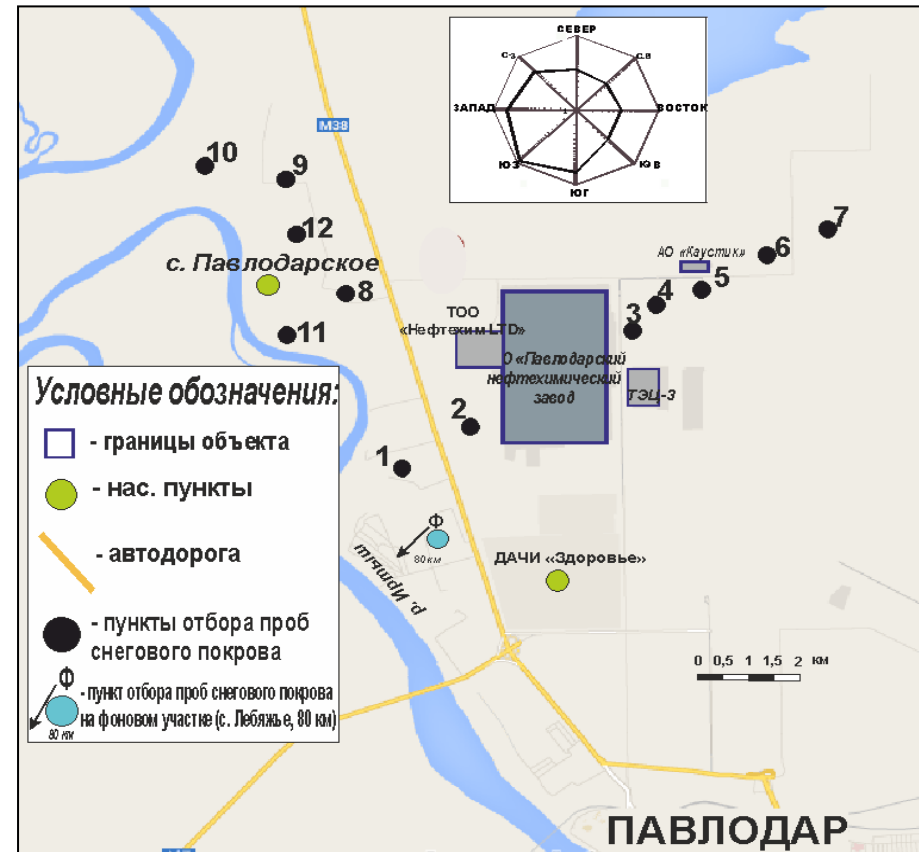 СЕВЕР
С-З
С-В
ЗАПАД
ВОСТОК
Ю-З
Ю-В
ЮГ
М38
10
9
12
с. Павлодарское
8
11
7
6
АО «Каустик»
5
4
3
ТОО
«Нефтехим LTD»
О «Павлодарский
нефтехимический
завод
ТЭЦ-3
2
1
Ф
80 км
р. Иртыш
ДАЧИ «Здоровье»
0 0,5 1 1,5 2 км
Условные обозначения:
- границы объекта
- нас. пункты
- автодорога
- пункты отбора проб
снегового покрова
Ф
- пункт отбора проб снегового покрова
на фоновом участке (с. Лебяжье, 80 км)
80 км
ПАВЛОДАР